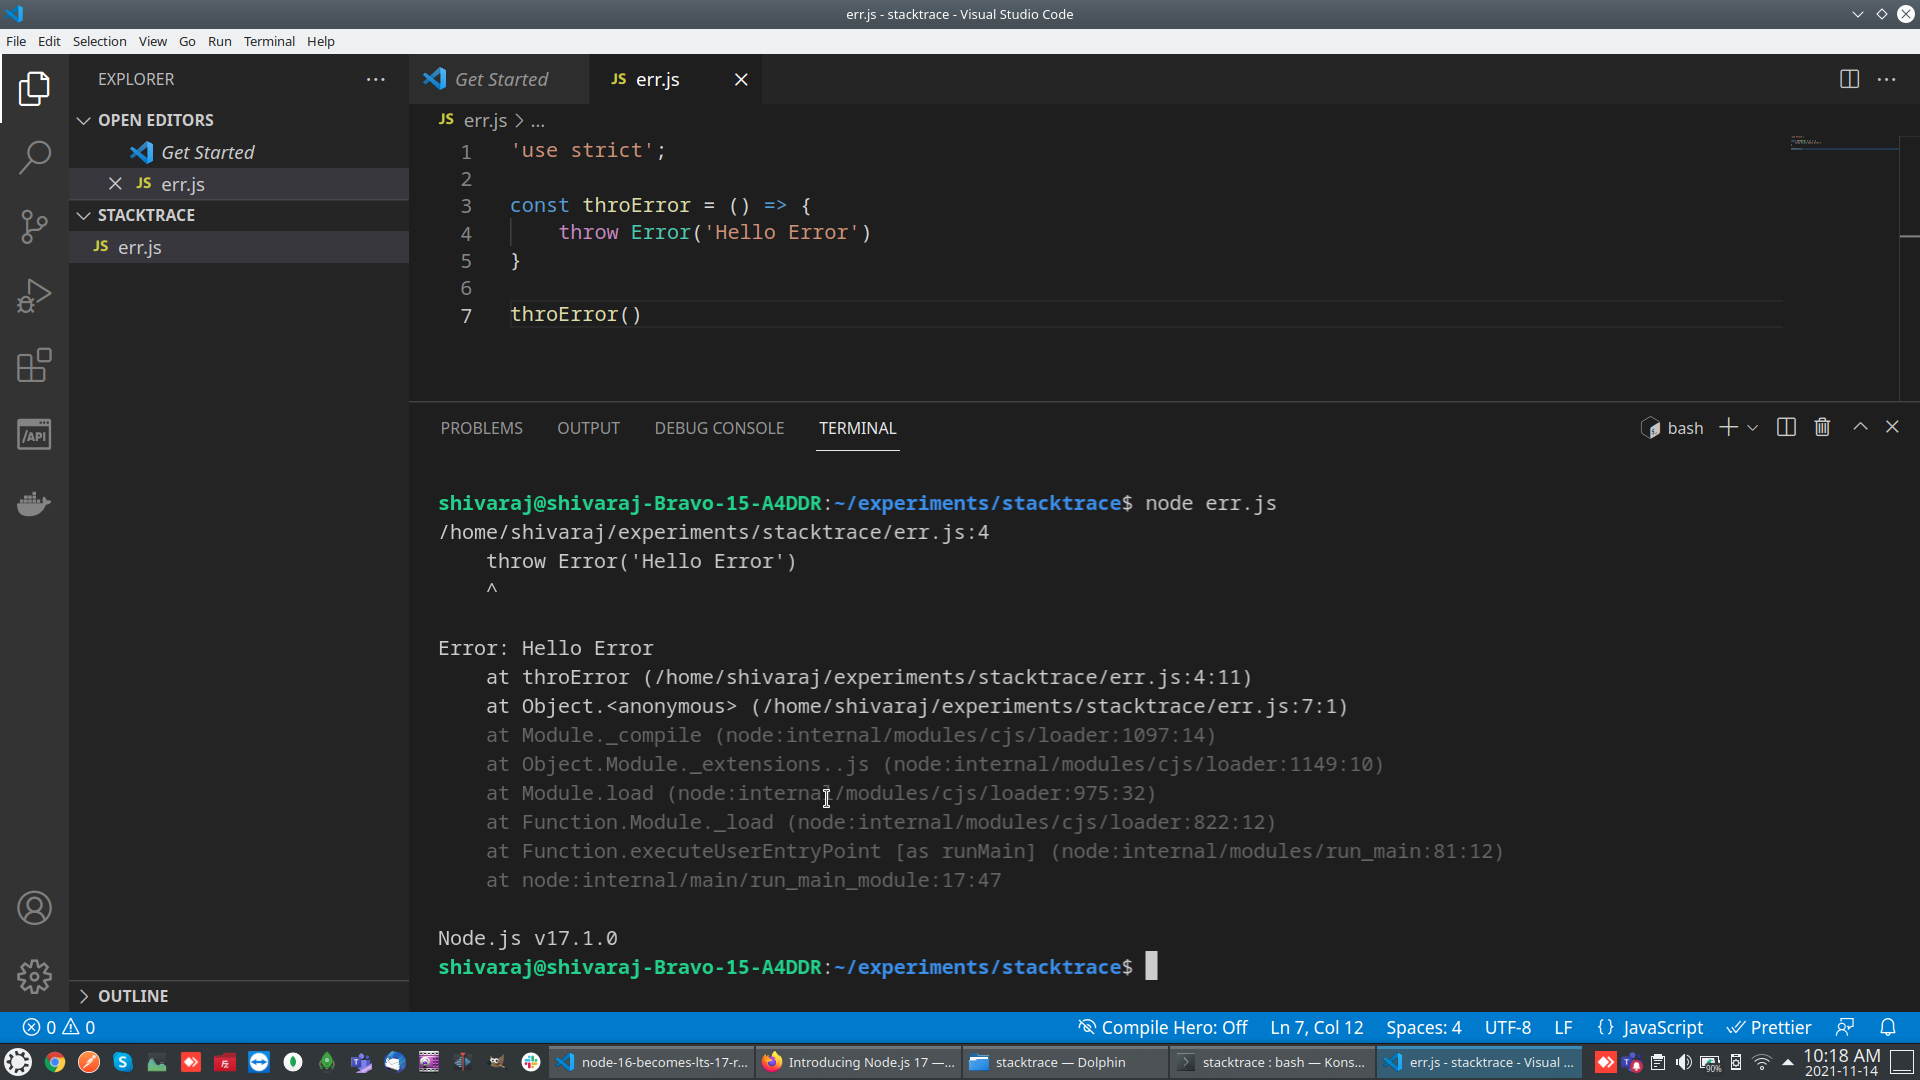 err.js - stacktrace - Visual Studio Code
File Edit Selection View Go Run Terminal Help
EXPLORER
OPEN EDITORS
Get Started
JS err.js
STACKTRACE
JS err.js
OUTLINE
Get Started
JS err.js
JS err.js > ...
1 'use strict';
2
3 const throError = () => {
4     throw Error('Hello Error')
5 }
6
7 throError()
PROBLEMS OUTPUT DEBUG CONSOLE TERMINAL
bash
shivaraj@shivaraj-Bravo-15-A4DDR:~/experiments/stacktrace$ node err.js
/home/shivaraj/experiments/stacktrace/err.js:4
    throw Error('Hello Error')
    ^
Error: Hello Error
    at throError (/home/shivaraj/experiments/stacktrace/err.js:4:11)
    at Object.<anonymous> (/home/shivaraj/experiments/stacktrace/err.js:7:1)
    at Module._compile (node:internal/modules/cjs/loader:1097:14)
    at Object.Module._extensions..js (node:internal/modules/cjs/loader:1149:10)
    at Module.load (node:internal/modules/cjs/loader:975:32)
    at Function.Module._load (node:internal/modules/cjs/loader:822:12)
    at Function.executeUserEntryPoint [as runMain] (node:internal/modules/run_main:81:12)
    at node:internal/main/run_main_module:17:47
Node.js v17.1.0
shivaraj@shivaraj-Bravo-15-A4DDR:~/experiments/stacktrace$
0 0 Compile Hero: Off Ln 7, Col 12 Spaces: 4 UTF-8 LF {} JavaScript Prettier
node-16-becomes-lts-17-r... Introducing Node.js 17 —... stacktrace — Dolphin stacktrace : bash — Kons... err.js - stacktrace - Visual ... 90% 10:18 AM
2021-11-14
/API